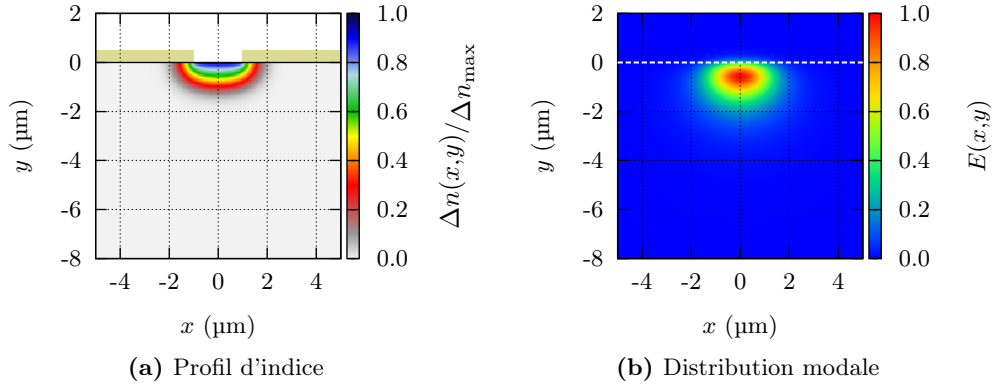 2
0
-2
-4
-6
-8
y (µm)
-4 -2 0 2 4
x (µm)
1.0
0.8
0.6
0.4
0.2
0.0
Δn(x,y)/Δn_max
(a) Profil d'indice
2
0
-2
-4
-6
-8
y (µm)
-4 -2 0 2 4
x (µm)
1.0
0.8
0.6
0.4
0.2
0.0
E(x,y)
(b) Distribution modale